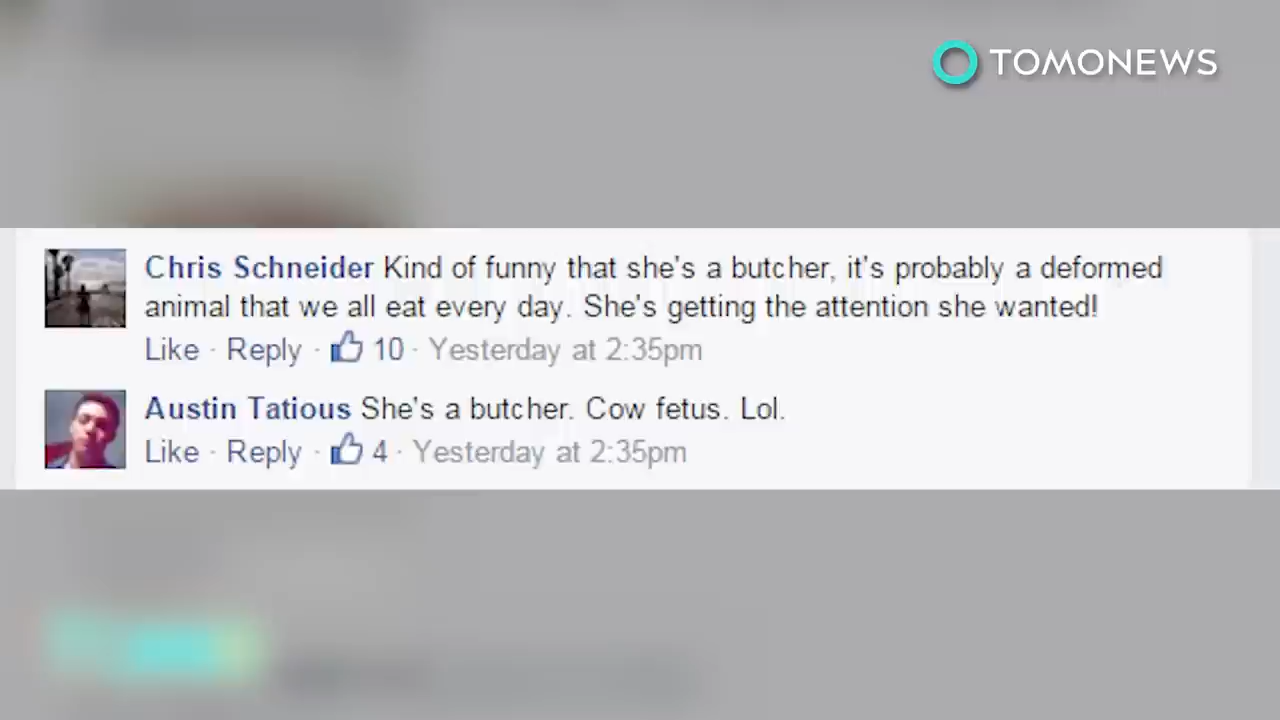 TOMONEWS
Chris Schneider Kind of funny that she's a butcher, it's probably a deformed
animal that we all eat every day. She's getting the attention she wanted!
Like · Reply · 10 · Yesterday at 2:35pm
Austin Tatious She's a butcher. Cow fetus. Lol.
Like · Reply · 4 · Yesterday at 2:35pm